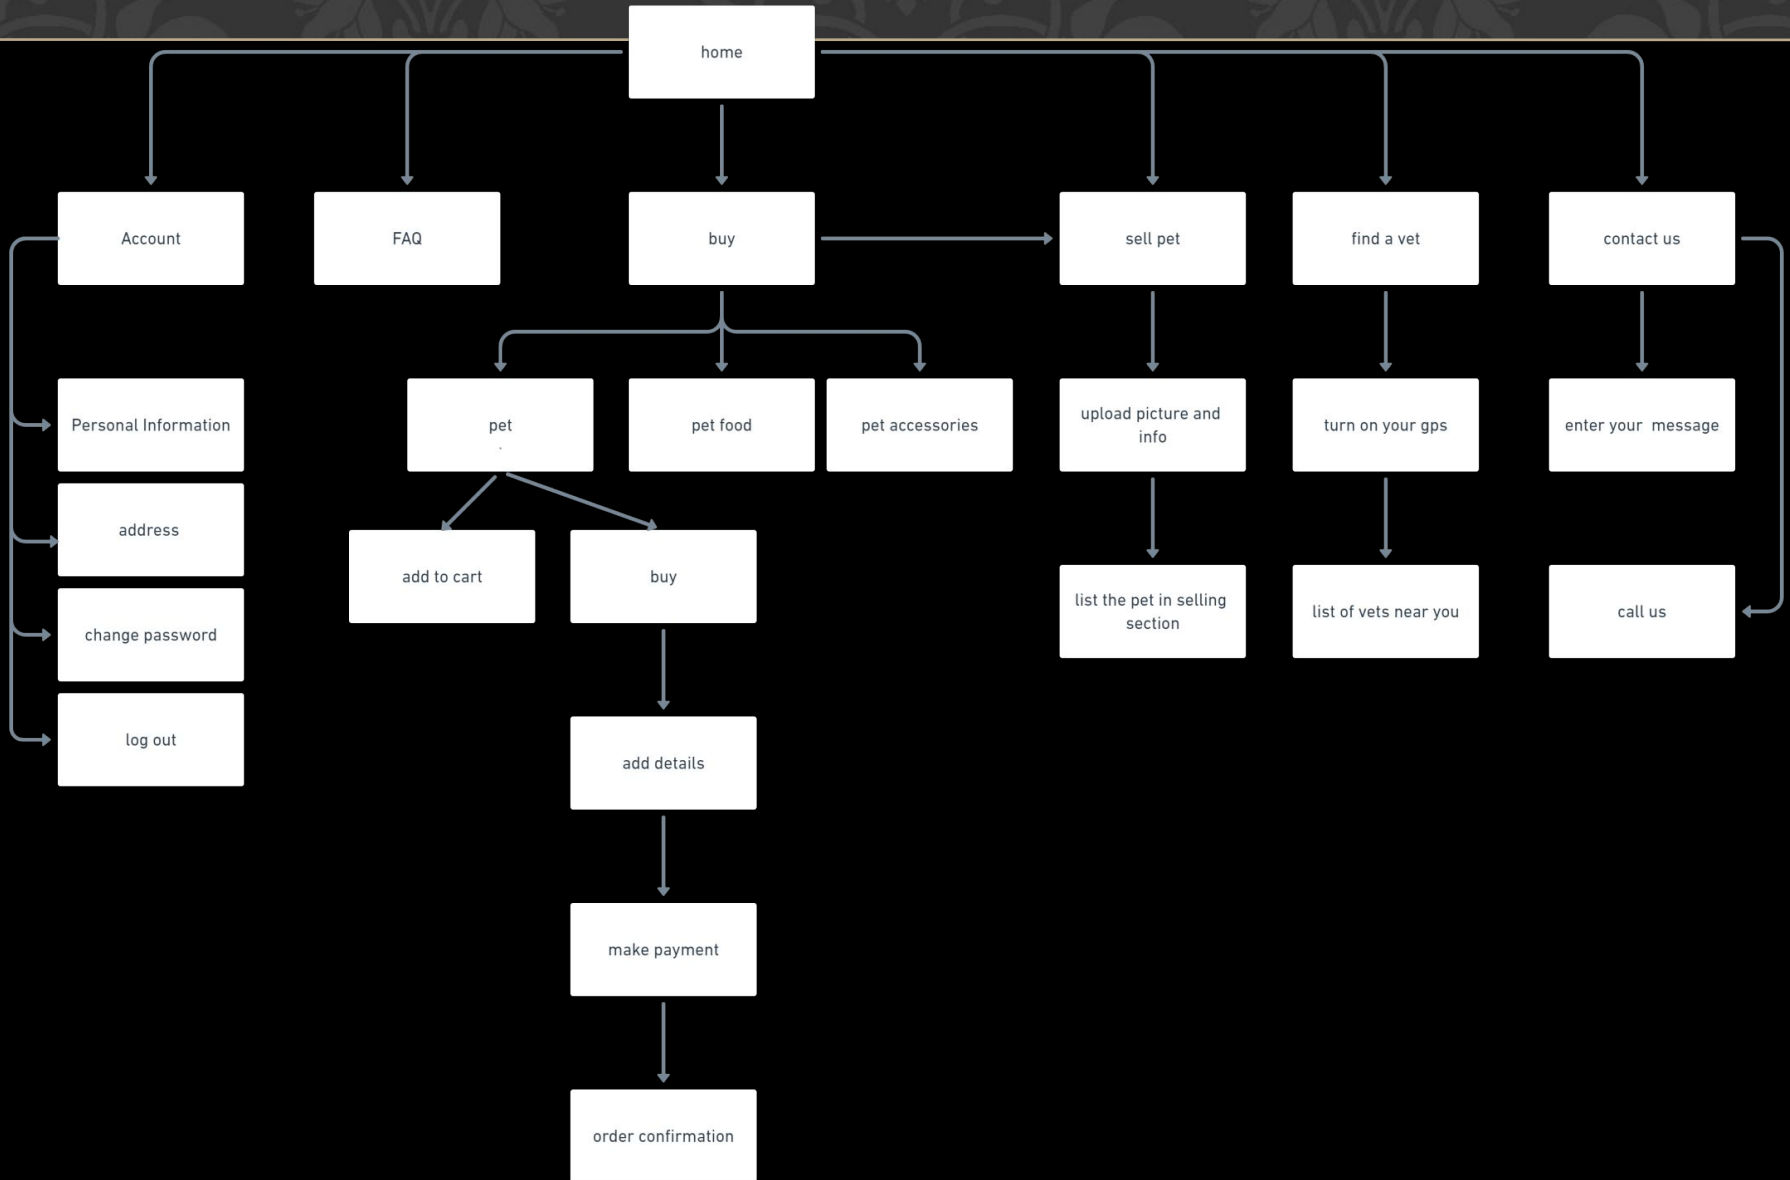 home
Account
FAQ
buy
sell pet
find a vet
contact us
Personal Information
pet
.
pet food
pet accessories
upload picture and
info
turn on your gps
enter your message
address
add to cart
buy
list the pet in selling
section
list of vets near you
call us
change password
log out
add details
make payment
order confirmation